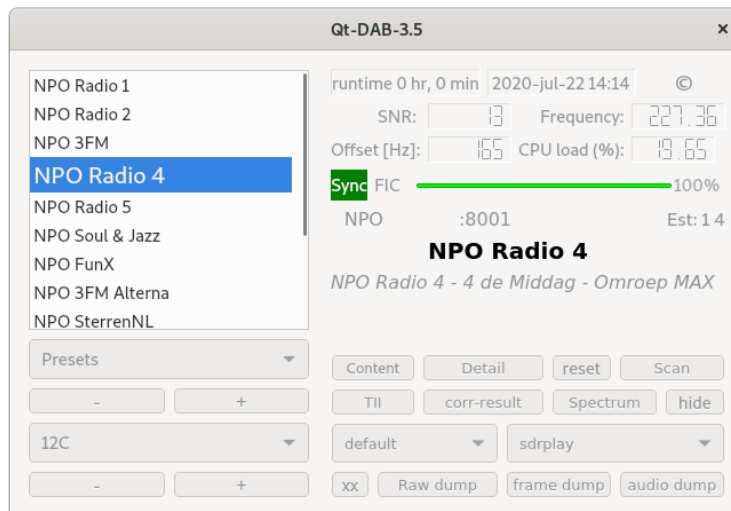 Qt-DAB-3.5
×
NPO Radio 1
NPO Radio 2
NPO 3FM
NPO Radio 4
NPO Radio 5
NPO Soul & Jazz
NPO FunX
NPO 3FM Alterna
NPO SterrenNL
Presets
- +
12C
- +
runtime 0 hr, 0 min 2020-jul-22 14:14 ©
SNR: 13 Frequency: 227.36
Offset [Hz]: 165 CPU load (%): 19.65
Sync FIC 100%
NPO :8001 Est: 1 4
NPO Radio 4
NPO Radio 4 - 4 de Middag - Omroep MAX
Content Detail reset Scan
TII corr-result Spectrum hide
default sdrplay
xx Raw dump frame dump audio dump